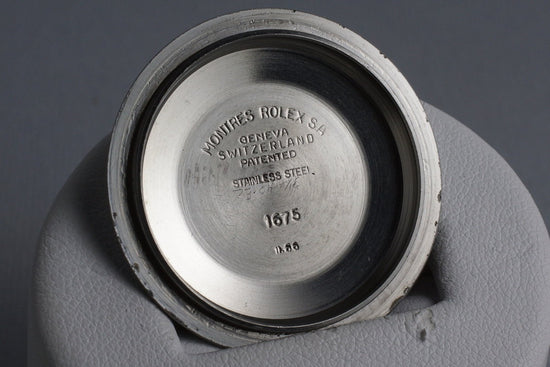 MONTRES ROLEX S.A
GENEVA
SWITZERLAND
PATENTED
STAINLESS STEEL
1675
II.66